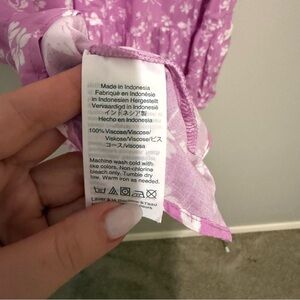 Made in Indonesia
Fabriqué en Indonésie
In Indonesien Hergestellt
Vervaardigd in Indonesië
インドネシア製
Hecho en Indonesia
100% Viscose/Viscose/
Viskose/Viscose/ビス
コース/Viscosa
Machine wash cold with
like colors. Non-chlorine
bleach only. Tumble dry
low. Warm iron as needed.